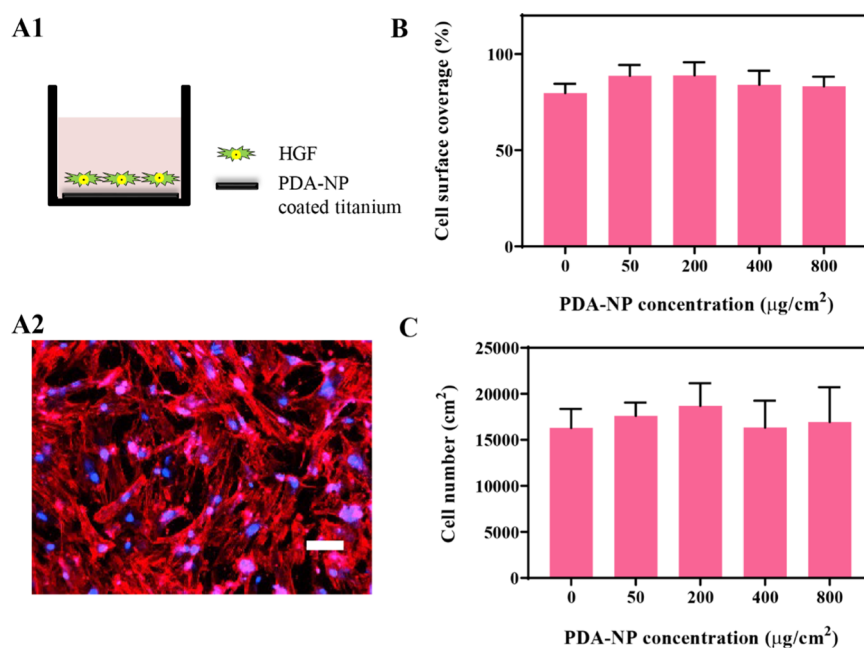 A1
HGF
PDA-NP
coated titanium
A2
B
Cell surface coverage (%)
100
50
0
0 50 200 400 800
PDA-NP concentration (μg/cm²)
C
Cell number (cm²)
25000
20000
15000
10000
5000
0
0 50 200 400 800
PDA-NP concentration (μg/cm²)